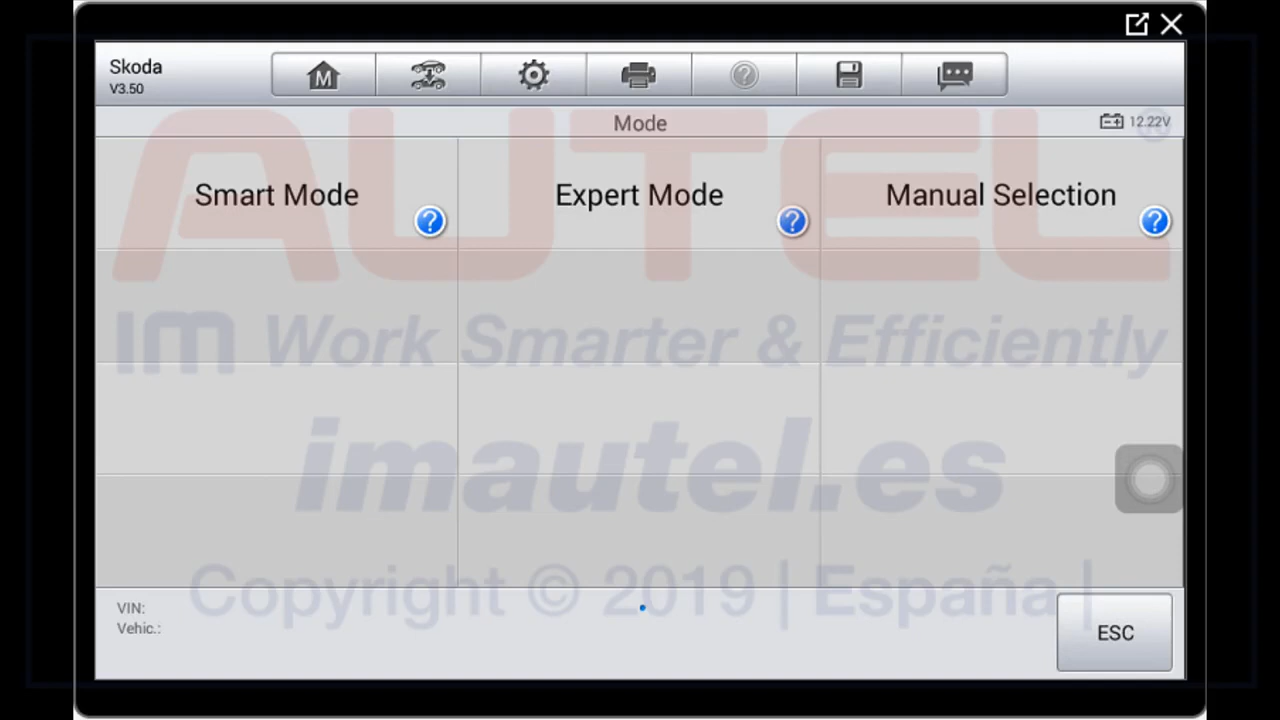 Skoda
V3.50
M
Mode
12.22V
Smart Mode
Expert Mode
Manual Selection
AUTEL
IM Work Smarter & Efficiently
imautel.es
Copyright © 2019 | España |
VIN:
Vehic.:
ESC